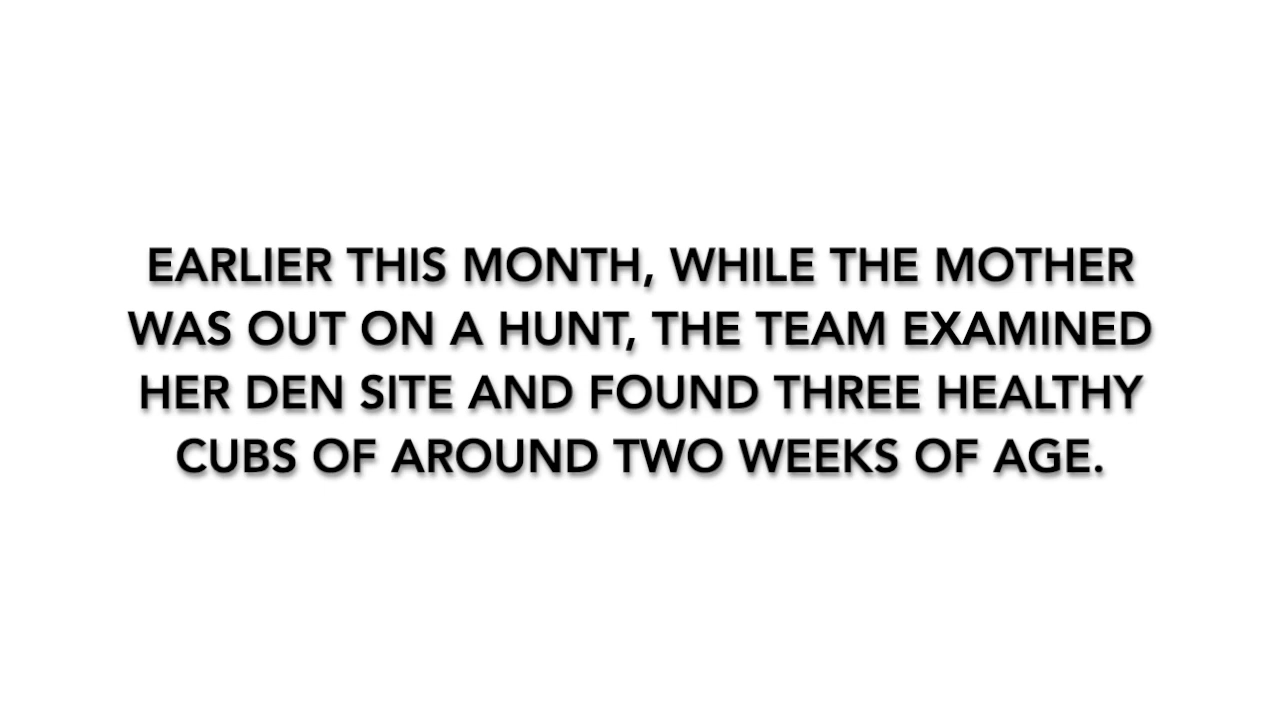 EARLIER THIS MONTH, WHILE THE MOTHER
WAS OUT ON A HUNT, THE TEAM EXAMINED
HER DEN SITE AND FOUND THREE HEALTHY
CUBS OF AROUND TWO WEEKS OF AGE.